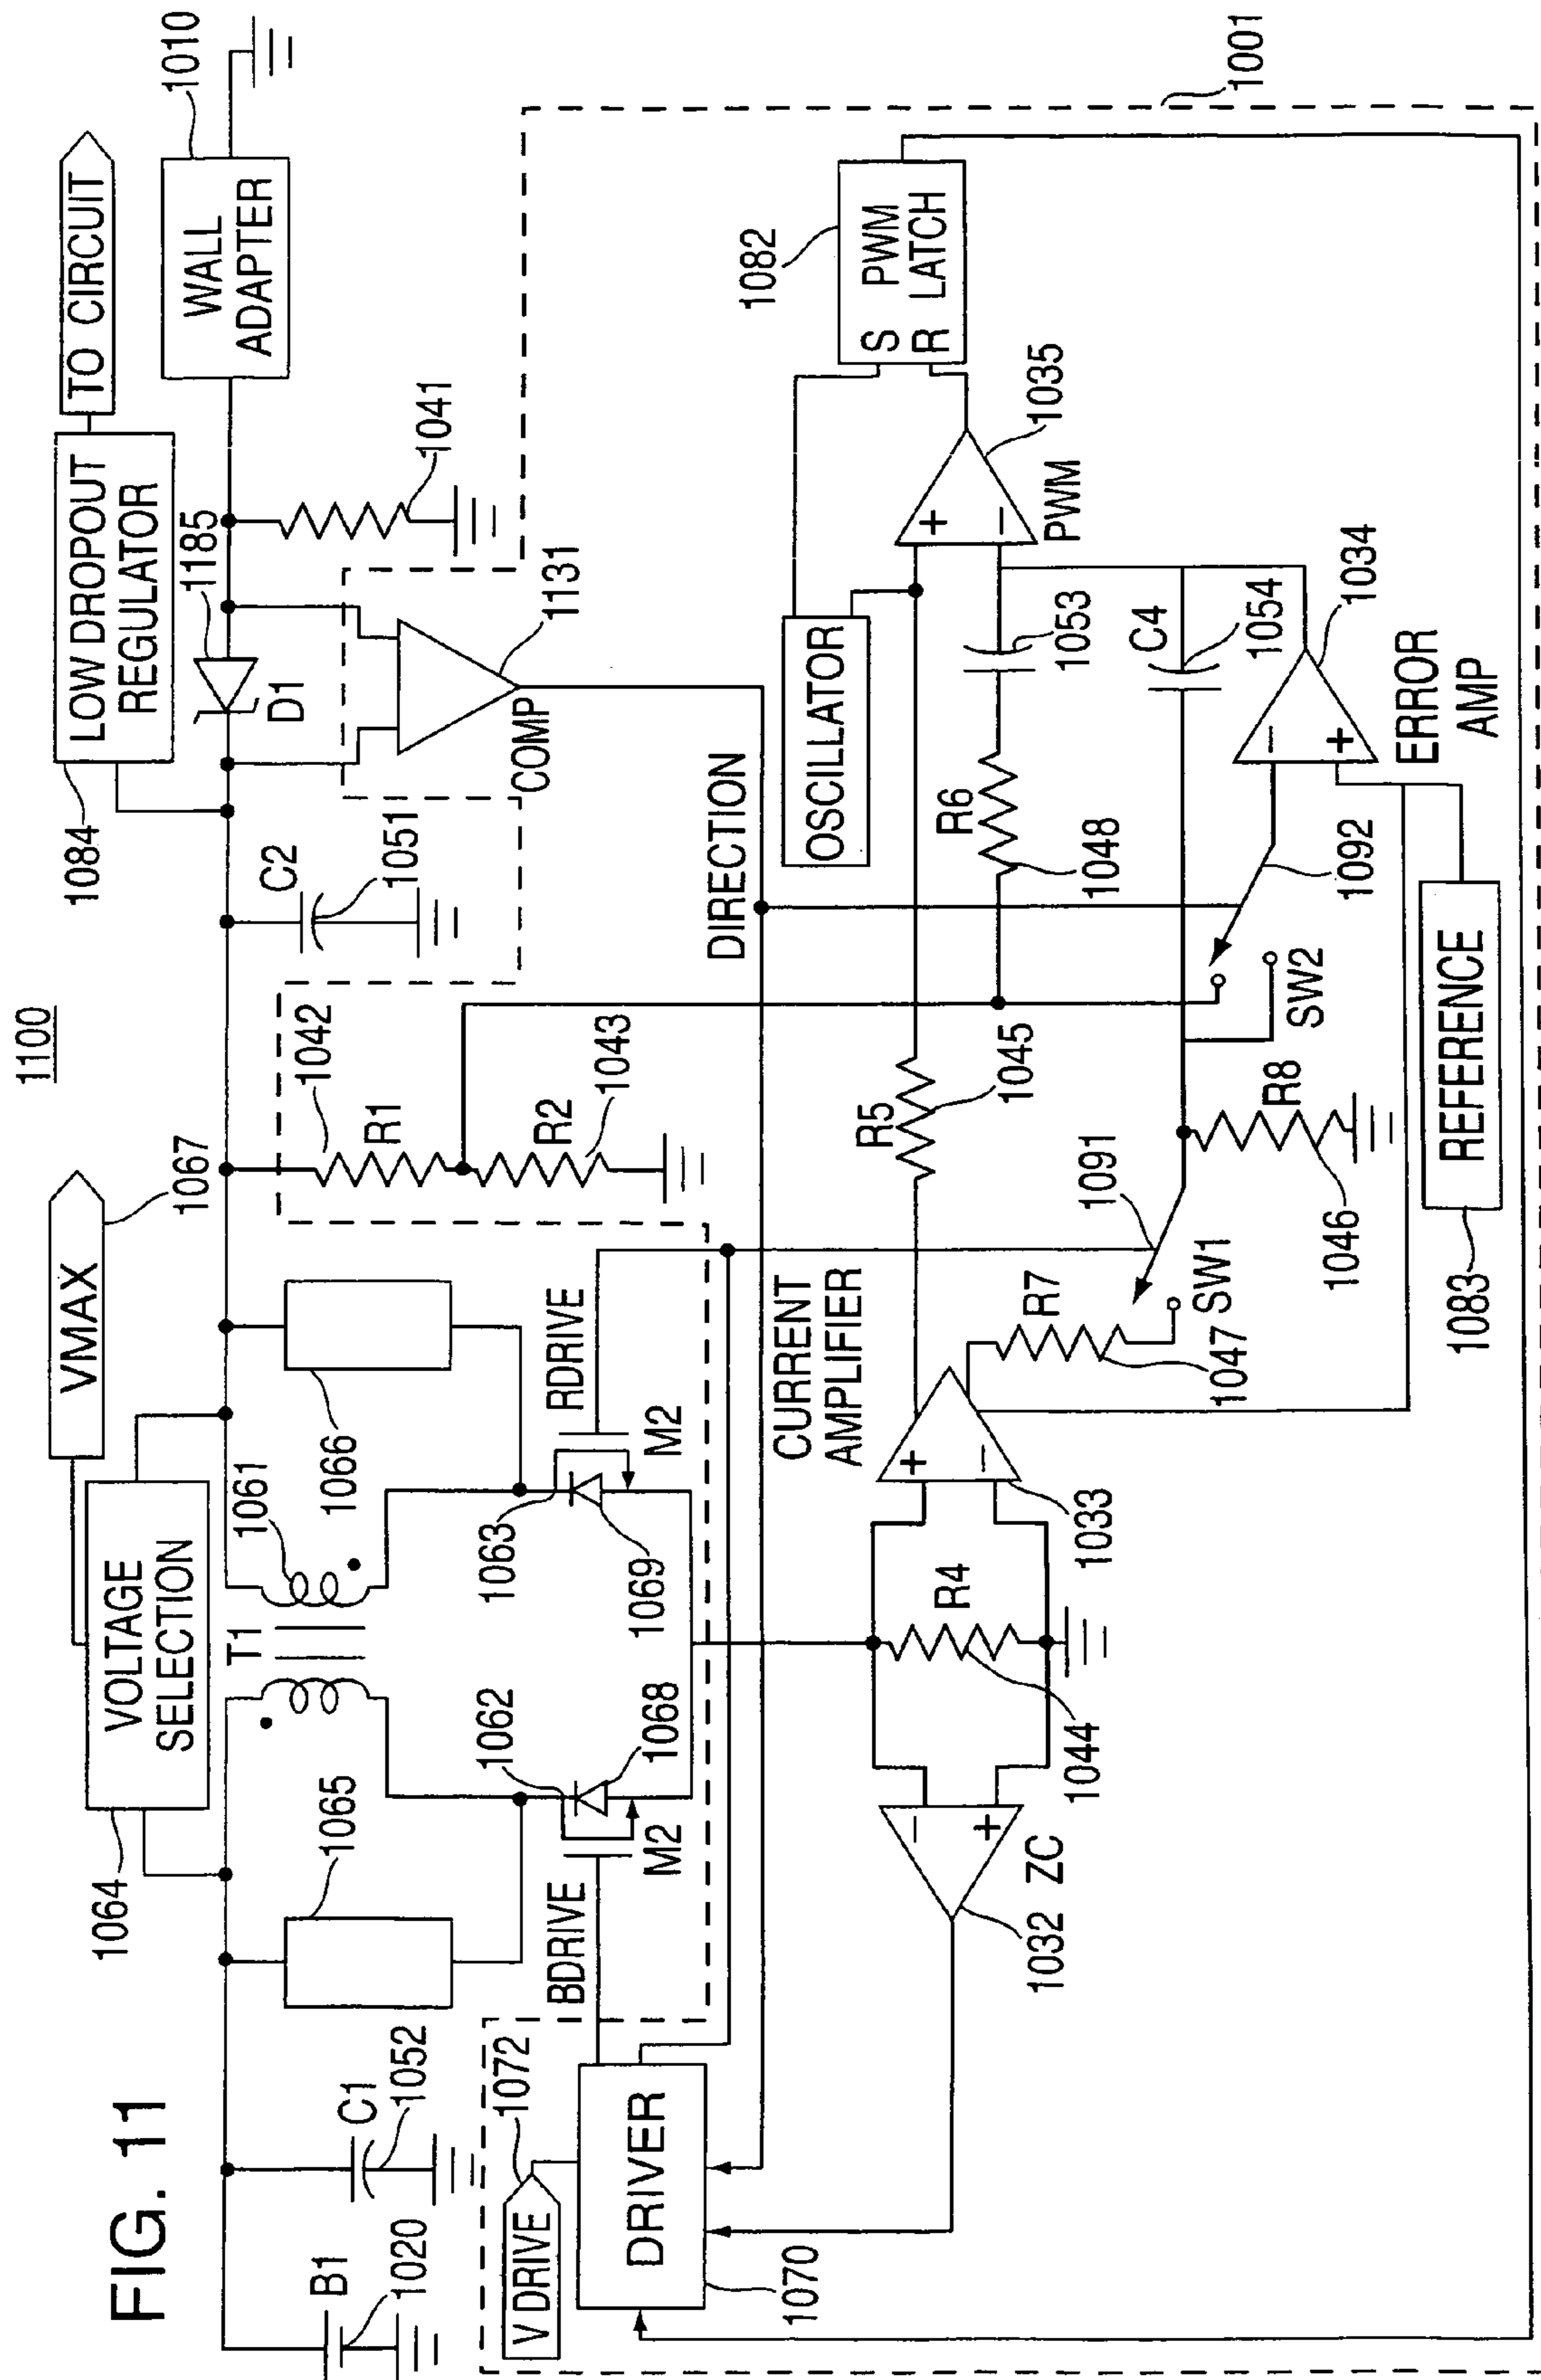 FIG. 11
1100
B1
1020
C1
1052
1064
VOLTAGE
SELECTION
VMAX
1067
1065
T1
1061
1066
1084
LOW DROPOUT
REGULATOR
TO CIRCUIT
1185
D1
WALL
ADAPTER
1010
C2
1051
1041
1042
R1
R2
1043
COMP
1131
1072
V DRIVE
DRIVER
1070
BDRIVE
1062
1068
M2
1063
1069
RDRIVE
M2
DIRECTION
1001
1032
ZC
−
+
R4
1044
1033
+
−
CURRENT
AMPLIFIER
R5
1045
R7
1047
SW1
1091
R8
1046
SW2
1092
OSCILLATOR
R6
1048
1053
C4
1054
+
−
PWM
1035
1082
S
R
PWM
LATCH
−
+
1034
ERROR
AMP
REFERENCE
1083